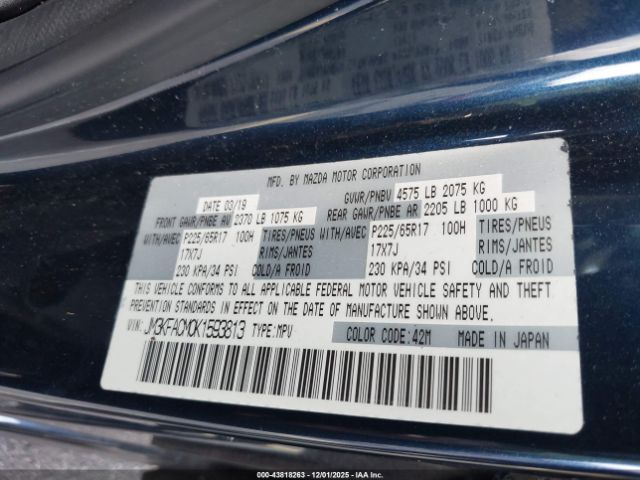 MFD. BY MAZDA MOTOR CORPORATION
DATE 03/19 GVWR/PNBV 4575 LB 2075 KG
FRONT GAWR/PNBE AV 2370 LB 1075 KG REAR GAWR/PNBE AR 2205 LB 1000 KG
WITH/AVEC P225/65R17 100H TIRES/PNEUS WITH/AVEC P225/65R17 100H TIRES/PNEUS
17X7J RIMS/JANTES 17X7J RIMS/JANTES
230 KPA/34 PSI COLD/A FROID 230 KPA/34 PSI COLD/A FROID
THIS VEHICLE CONFORMS TO ALL APPLICABLE FEDERAL MOTOR VEHICLE SAFETY AND THEFT
PREVENTION STANDARDS IN EFFECT ON THE DATE OF MANUFACTURE SHOWN ABOVE.
VIN: JM3KFACM0K1593813 TYPE:MPV COLOR CODE:42M MADE IN JAPAN
000-43818263 - 12/01/2025 - IAAI.COM